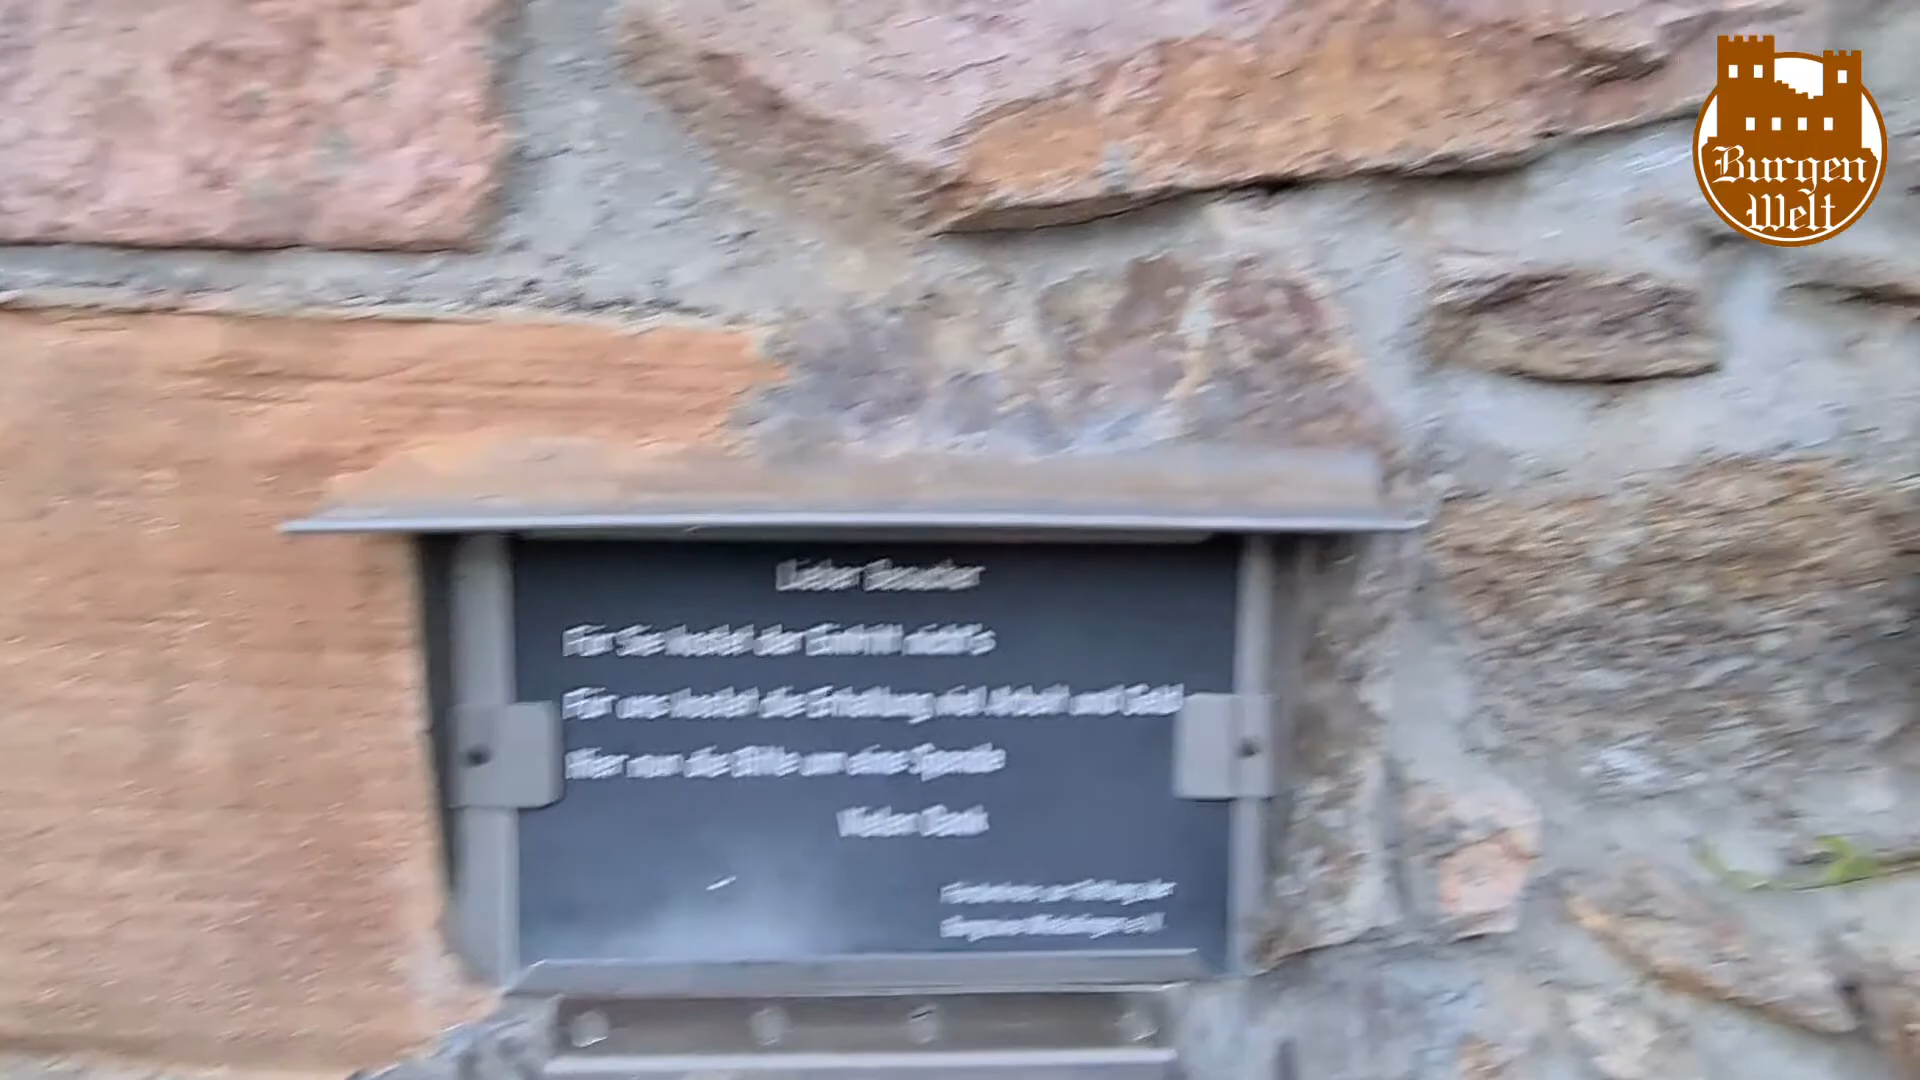 Burgen
Welt
Lieber Besucher
Für Sie kostet der Eintritt nicht's
Für uns kostet die Erhaltung viel Arbeit und Geld
Hier nun die Bitte um eine Spende
Vielen Dank